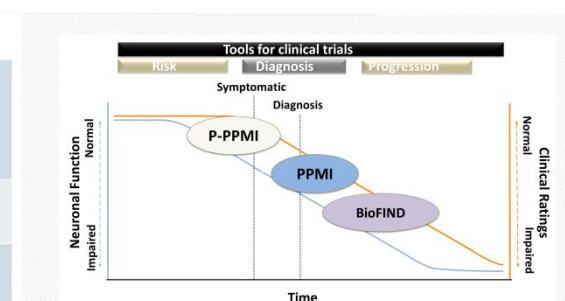 Tools for clinical trials
Risk Diagnosis Progression
Symptomatic
Diagnosis
P-PPMI
PPMI
BioFIND
Neuronal Function
Normal
Impaired
Normal
Impaired
Clinical Ratings
Time